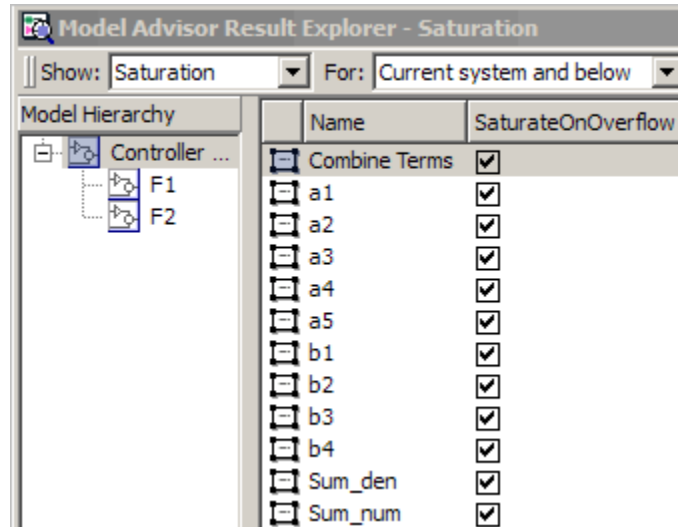 Model Advisor Result Explorer - Saturation
Show: Saturation For: Current system and below
Model Hierarchy
Controller ...
F1
F2
Name SaturateOnOverflow
Combine Terms
a1
a2
a3
a4
a5
b1
b2
b3
b4
Sum_den
Sum_num